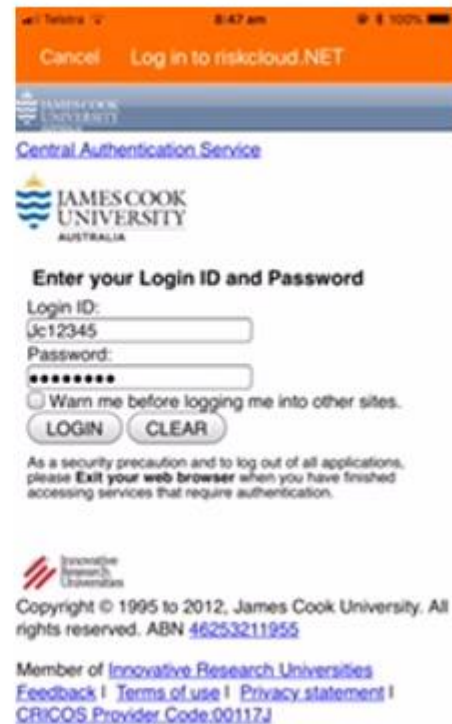 Telstra
8:47 am
100%
Cancel
Log in to riskcloud.NET
JAMES COOK
UNIVERSITY
Central Authentication Service
JAMES COOK
UNIVERSITY
AUSTRALIA
Enter your Login ID and Password
Login ID:
Jc12345
Password:
•••••••••
Warn me before logging me into other sites.
LOGIN
CLEAR
As a security precaution and to log out of all applications,
please Exit your web browser when you have finished
accessing services that require authentication.
Innovative
Research
Universities
Copyright © 1995 to 2012, James Cook University. All
rights reserved. ABN 46253211955
Member of Innovative Research Universities
Feedback | Terms of use | Privacy statement |
CRICOS Provider Code:00117J